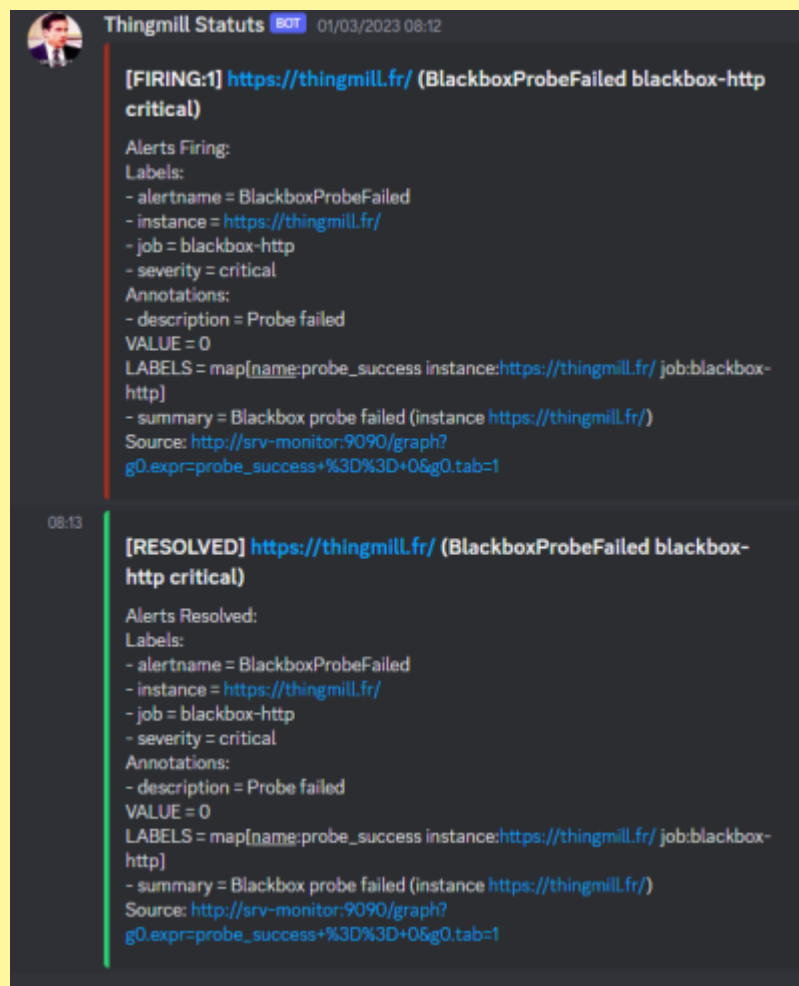 Thingmill Statuts BOT 01/03/2023 08:12
[FIRING:1] https://thingmill.fr/ (BlackboxProbeFailed blackbox-http
critical)
Alerts Firing:
Labels:
- alertname = BlackboxProbeFailed
- instance = https://thingmill.fr/
- job = blackbox-http
- severity = critical
Annotations:
- description = Probe failed
VALUE = 0
LABELS = map[name:probe_success instance:https://thingmill.fr/ job:blackbox-
http]
- summary = Blackbox probe failed (instance https://thingmill.fr/)
Source: http://srv-monitor:9090/graph?
g0.expr=probe_success+%3D%3D+0&g0.tab=1
08:13
[RESOLVED] https://thingmill.fr/ (BlackboxProbeFailed blackbox-
http critical)
Alerts Resolved:
Labels:
- alertname = BlackboxProbeFailed
- instance = https://thingmill.fr/
- job = blackbox-http
- severity = critical
Annotations:
- description = Probe failed
VALUE = 0
LABELS = map[name:probe_success instance:https://thingmill.fr/ job:blackbox-
http]
- summary = Blackbox probe failed (instance https://thingmill.fr/)
Source: http://srv-monitor:9090/graph?
g0.expr=probe_success+%3D%3D+0&g0.tab=1